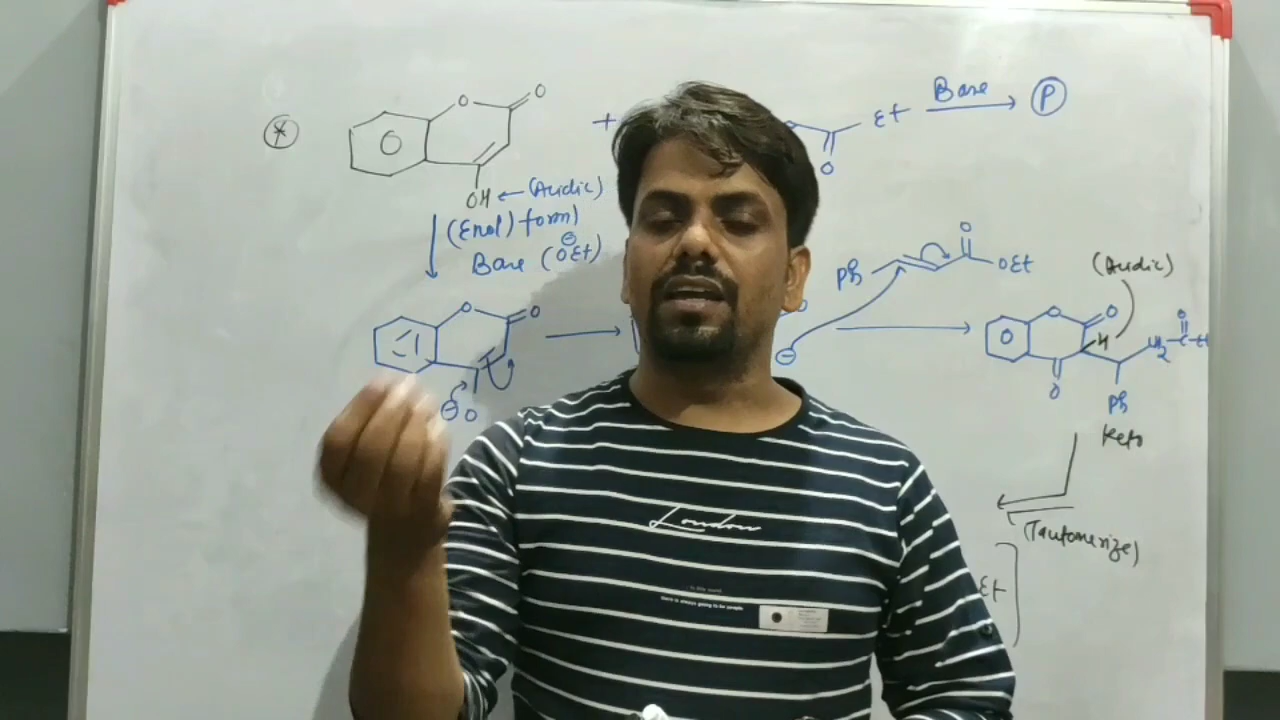 * O O + Et Base → P
O
OH ← (Acidic)
(Enol) form)
Base (OEt)
⊖
O
Ph OEt
(Acidic)
O O
⊖ O
O O
H
O
C
O
Ph
Keto
(Tautomerize)
Et
London